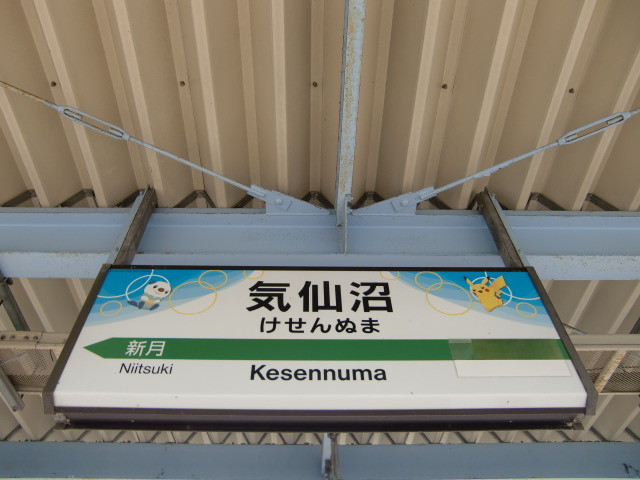 気仙沼
けせんぬま
新月
Niitsuki
Kesennuma